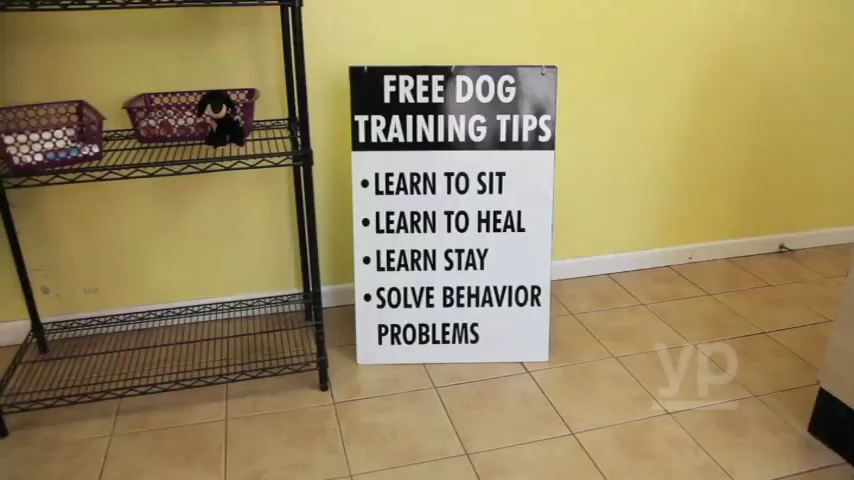 FREE DOG
TRAINING TIPS
•LEARN TO SIT
•LEARN TO HEAL
•LEARN STAY
•SOLVE BEHAVIOR
PROBLEMS
yp